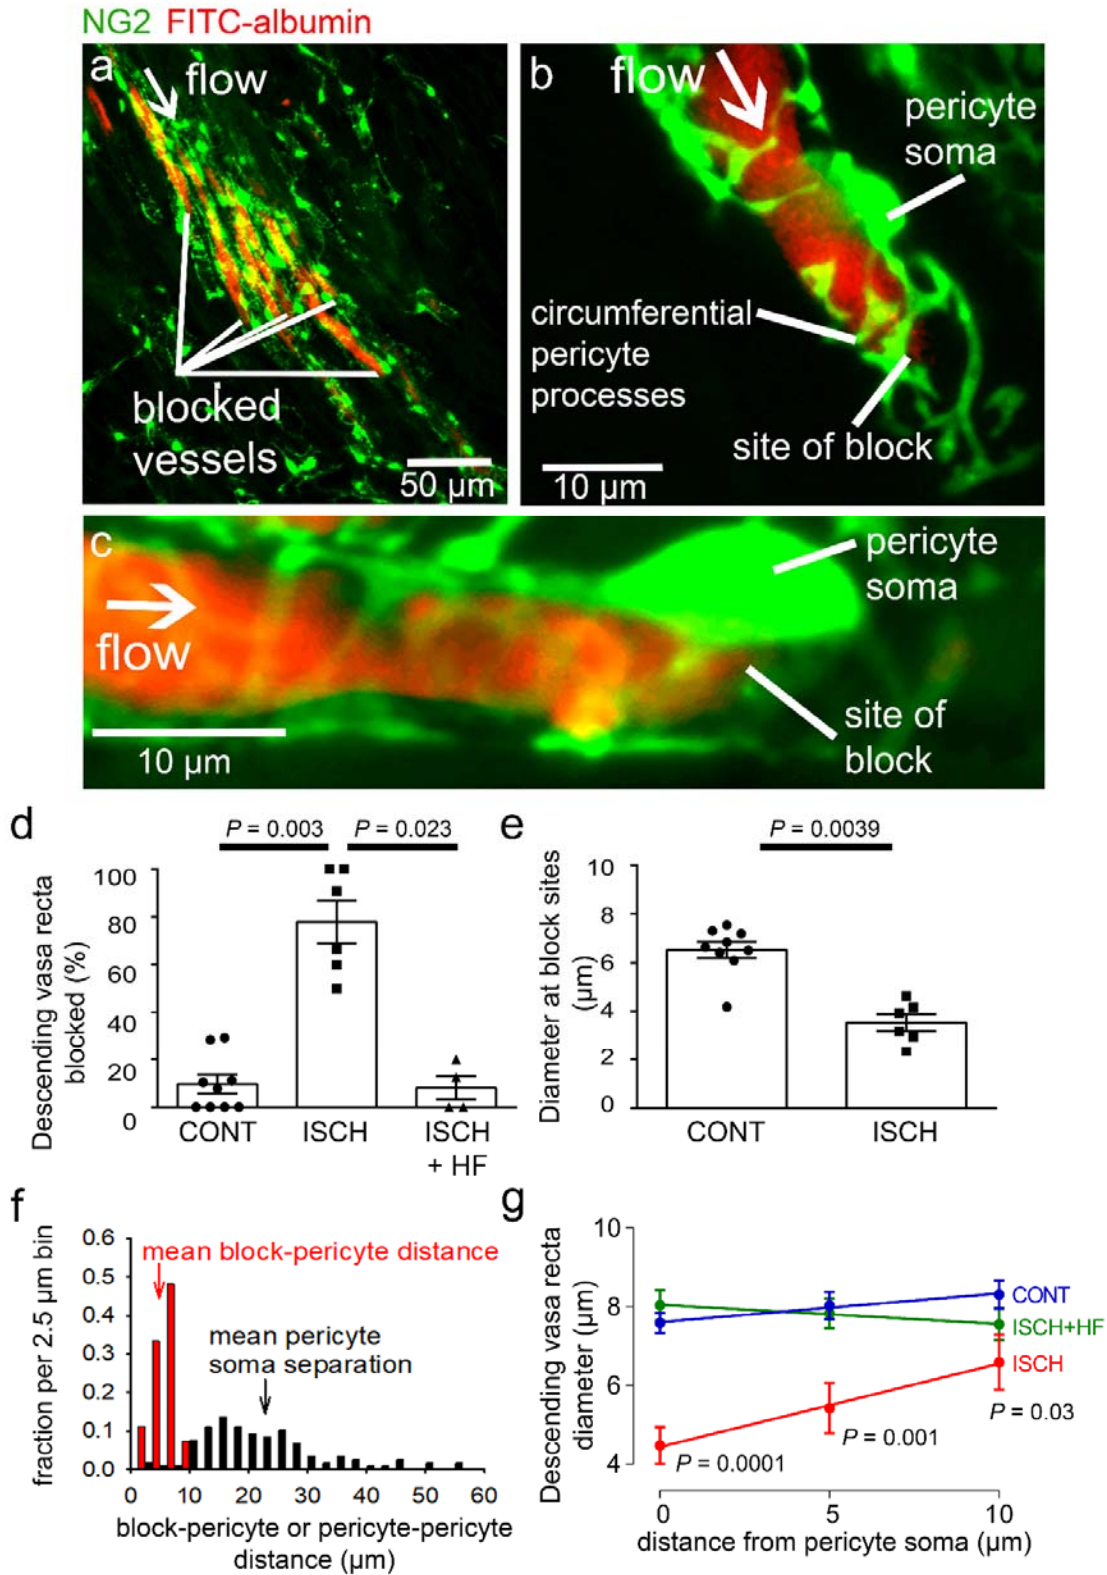 NG2 FITC-albumin
a
flow
blocked
vessels
50 µm
b
flow
pericyte
soma
circumferential
pericyte
processes
site of block
10 µm
c
flow
pericyte
soma
site of
block
10 µm
d
P = 0.003
P = 0.023
Descending vasa recta
blocked (%)
100
80
60
40
20
0
CONT
ISCH
ISCH
+ HF
e
P = 0.0039
Diameter at block sites
(µm)
10
8
6
4
2
0
CONT
ISCH
f
fraction per 2.5 µm bin
0.6
0.5
0.4
0.3
0.2
0.1
0.0
mean block-pericyte distance
mean pericyte
soma separation
0 10 20 30 40 50 60
block-pericyte or pericyte-pericyte
distance (µm)
g
Descending vasa recta
diameter (µm)
10
8
6
4
CONT
ISCH+HF
ISCH
P = 0.03
P = 0.001
P = 0.0001
0 5 10
distance from pericyte soma (µm)